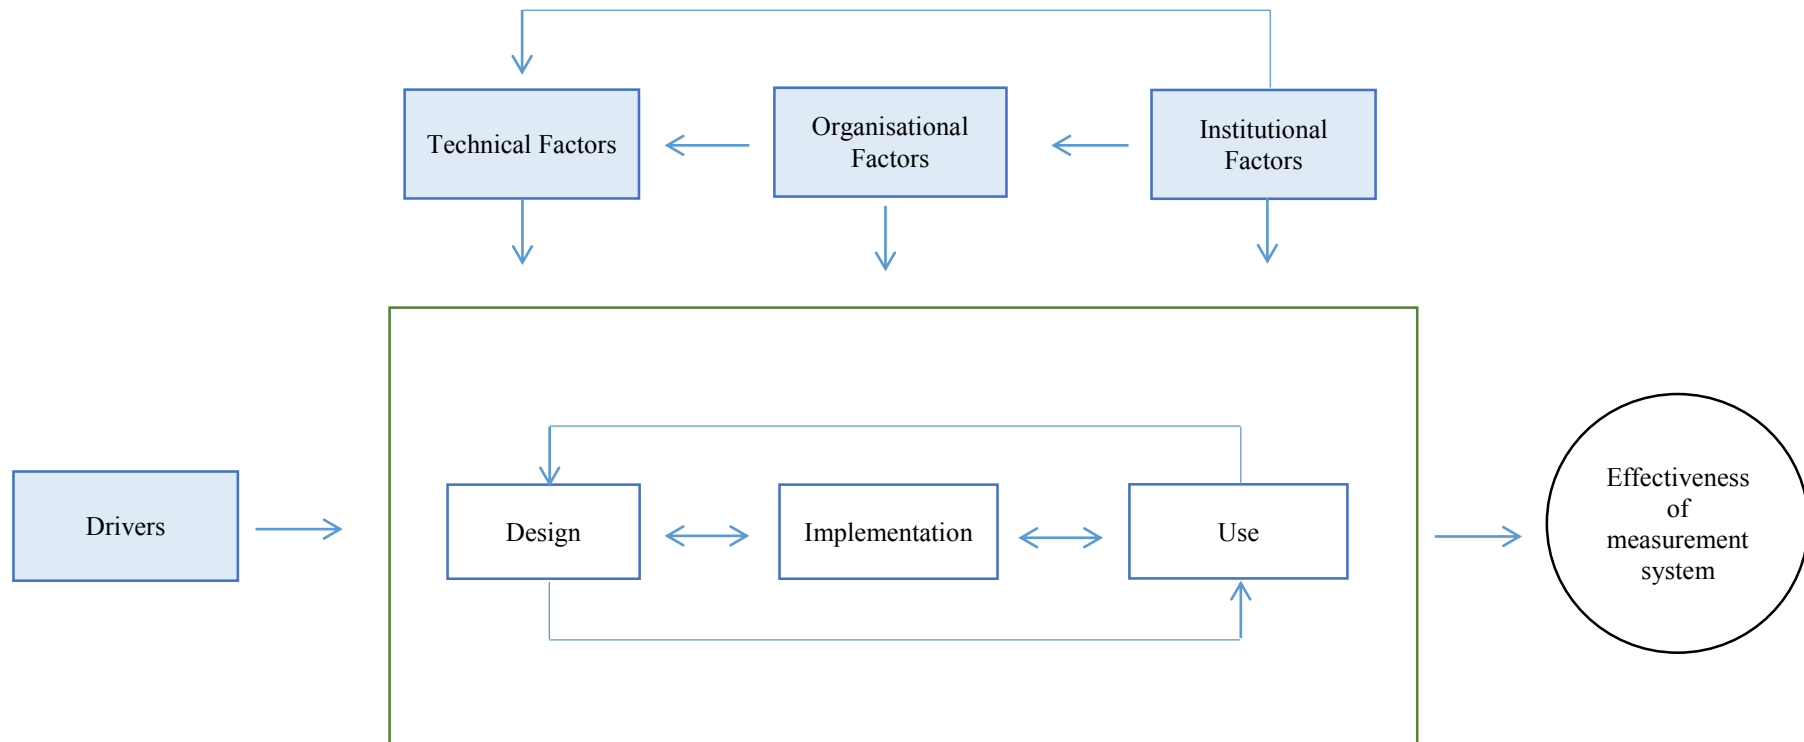 Technical Factors
Organisational
Factors
Institutional
Factors
Drivers
Design
Implementation
Use
Effectiveness
of
measurement
system